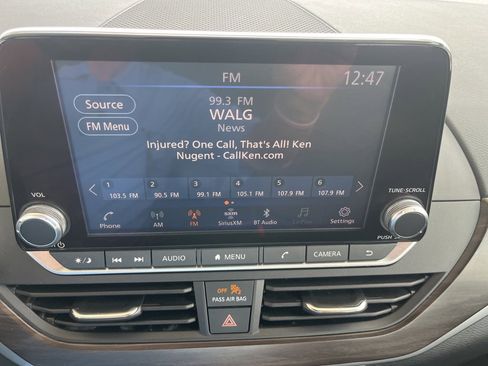 FM
12:47
Source
99.3 FM
WALG
FM Menu
News
Injured? One Call, That's All! Ken
Nugent - CallKen.com
1 2 3 4 5 6
103.5 FM 90.5 FM 99.1 FM 105.1 FM 107.9 FM 107.9 FM
VOL
TUNE·SCROLL
Phone AM FM SiriusXM BT Audio Settings
PUSH
AUDIO MENU CAMERA
OFF
PASS AIR BAG